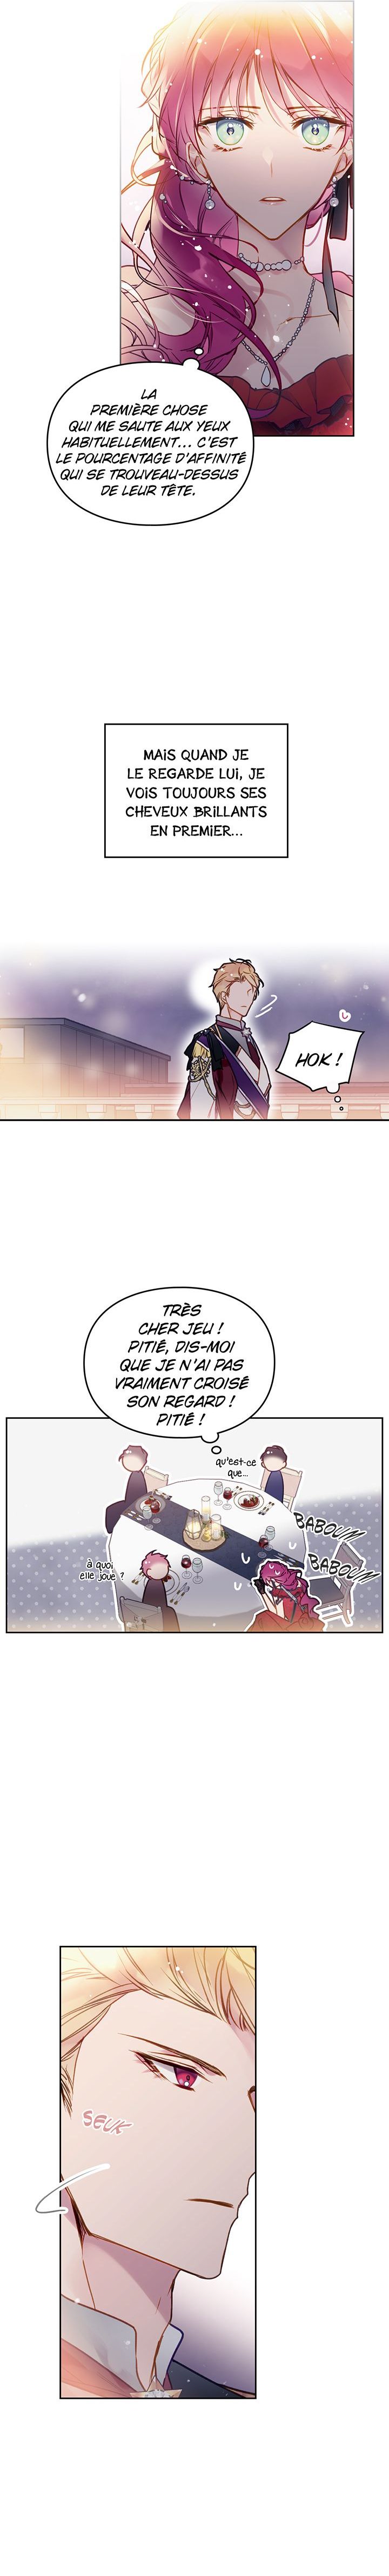 LA
PREMIÈRE CHOSE
QUI ME SAUTE AUX YEUX
HABITUELLEMENT... C'EST
LE POURCENTAGE D'AFFINITÉ
QUI SE TROUVEAU-DESSUS
DE LEUR TÊTE.
MAIS QUAND JE
LE REGARDE LUI, JE
VOIS TOUJOURS SES
CHEVEUX BRILLANTS
EN PREMIER...
HOK !
TRÈS
CHER JEU !
PITIÉ, DIS-MOI
QUE JE N'AI PAS
VRAIMENT CROISÉ
SON REGARD !
PITIÉ !
qu'est-ce
que...
BABOUM
BABOUM
à quoi
elle joue ?
SEUK